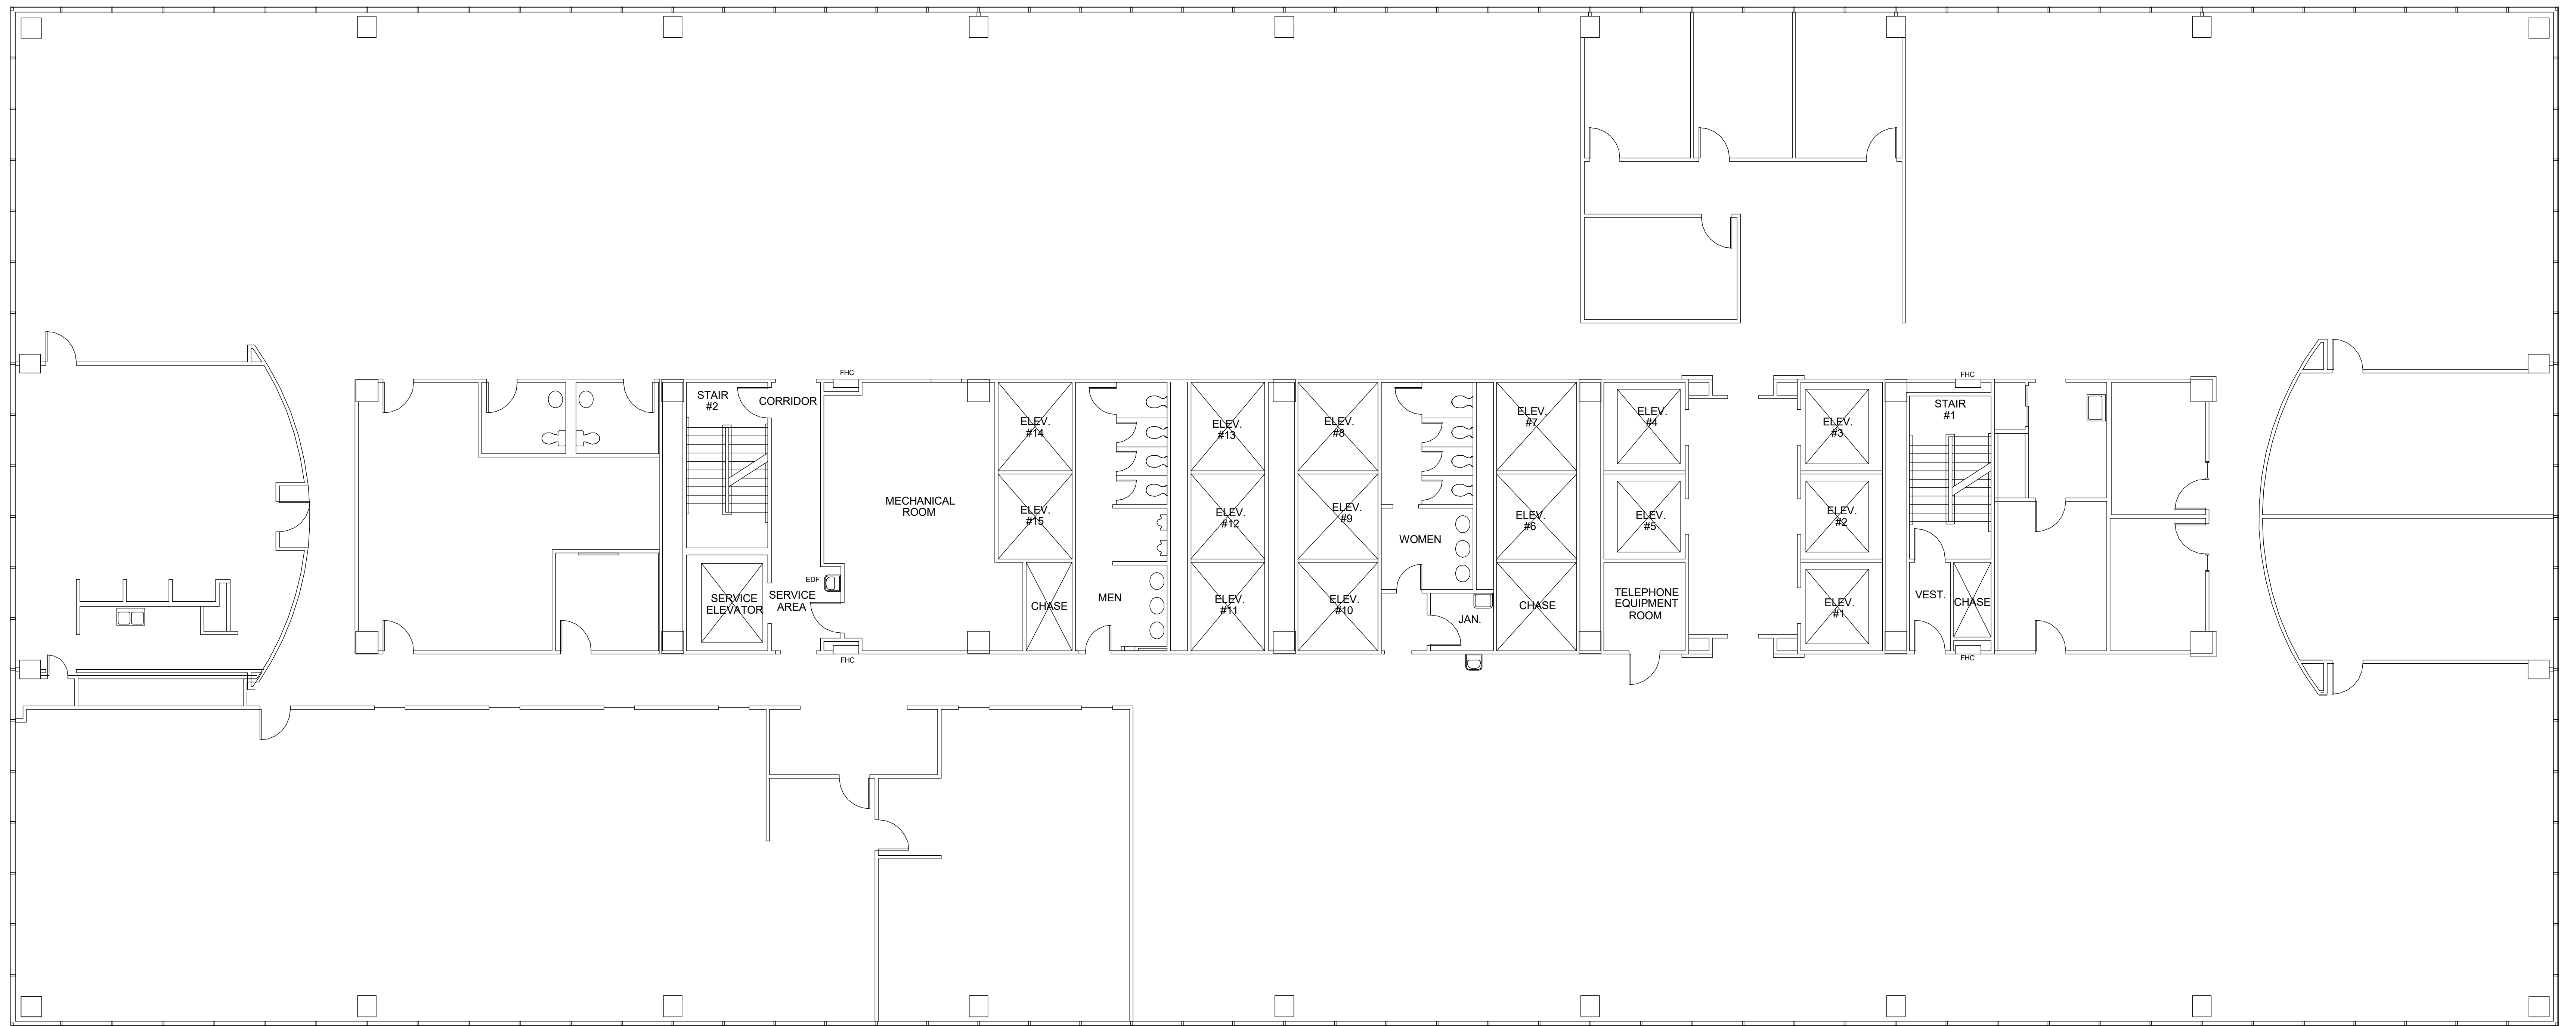 FHC
FHC
STAIR
#2
CORRIDOR
STAIR
#1
ELEV.
#14
ELEV.
#13
ELEV.
#8
ELEV.
#7
ELEV.
#4
ELEV.
#3
MECHANICAL
ROOM
ELEV.
#15
ELEV.
#12
ELEV.
#9
ELEV.
#6
ELEV.
#5
ELEV.
#2
WOMEN
EDF
SERVICE
ELEVATOR
SERVICE
AREA
CHASE
MEN
ELEV.
#11
ELEV.
#10
JAN.
CHASE
TELEPHONE
EQUIPMENT
ROOM
ELEV.
#1
VEST.
CHASE
FHC
FHC